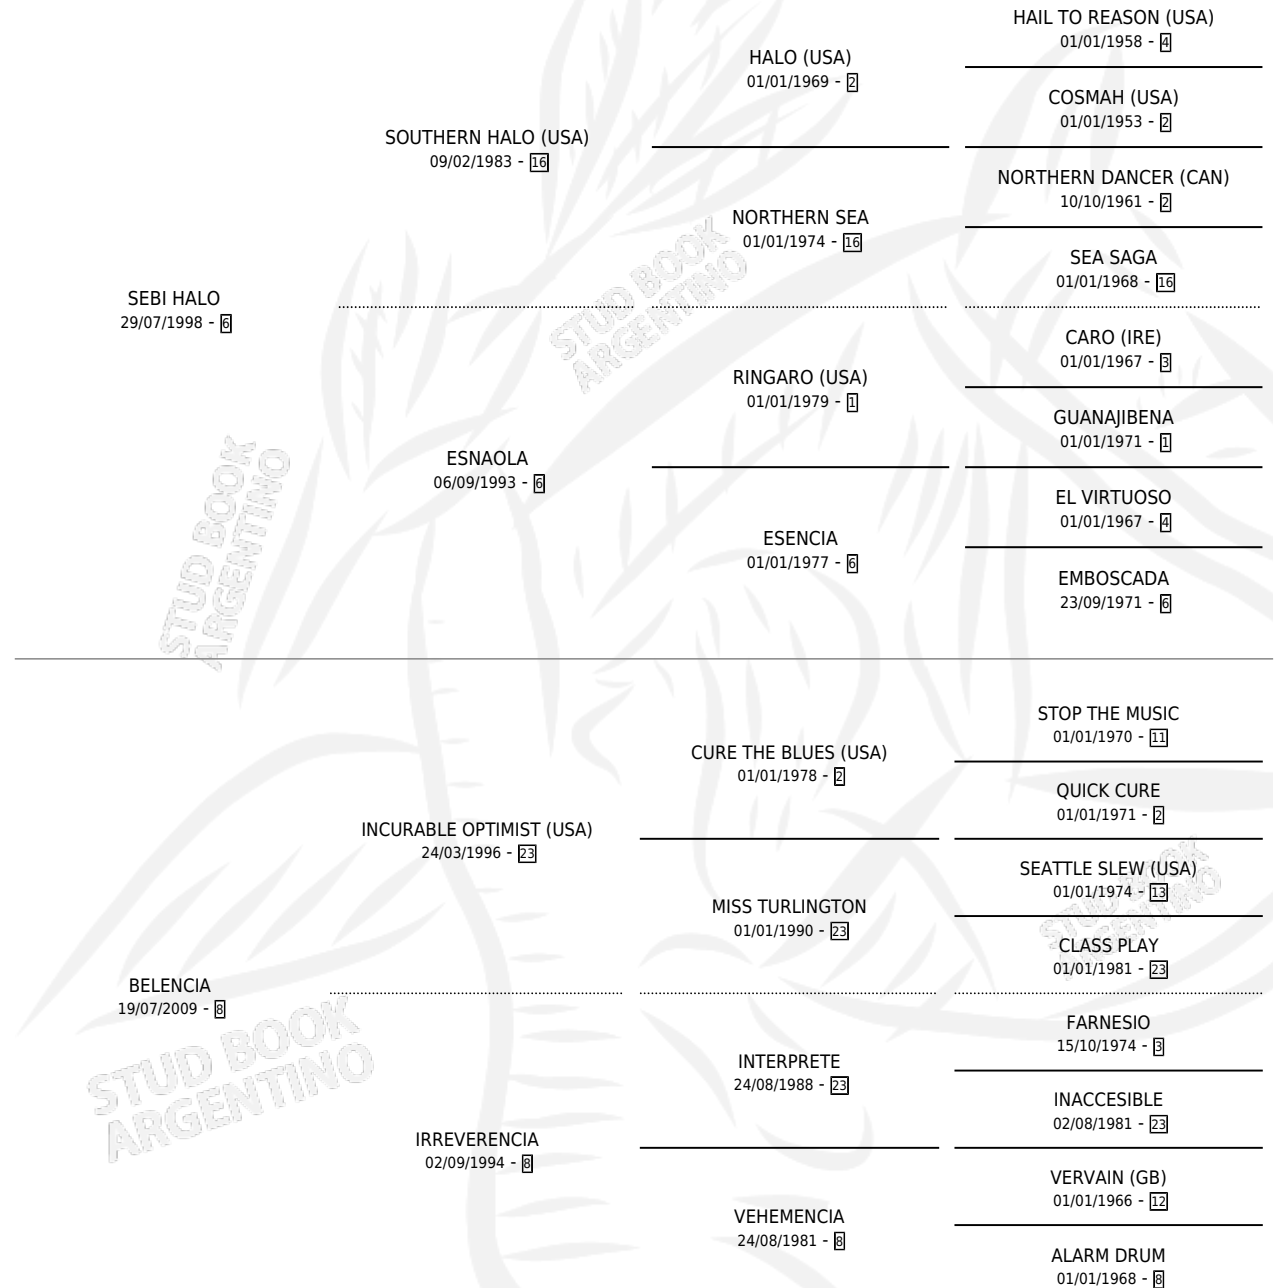 HAIL TO REASON (USA)
01/01/1958 - 4
HALO (USA)
01/01/1969 - 2
COSMAH (USA)
01/01/1953 - 2
SOUTHERN HALO (USA)
09/02/1983 - 16
NORTHERN DANCER (CAN)
10/10/1961 - 2
NORTHERN SEA
01/01/1974 - 16
SEA SAGA
01/01/1968 - 16
SEBI HALO
29/07/1998 - 6
CARO (IRE)
01/01/1967 - 3
RINGARO (USA)
01/01/1979 - 1
GUANAJIBENA
01/01/1971 - 1
ESNAOLA
06/09/1993 - 6
EL VIRTUOSO
01/01/1967 - 4
ESENCIA
01/01/1977 - 6
EMBOSCADA
23/09/1971 - 6
STUD BOOK
ARGENTINO
STUD BOOK
ARGENTINO
STOP THE MUSIC
01/01/1970 - 11
CURE THE BLUES (USA)
01/01/1978 - 2
QUICK CURE
01/01/1971 - 2
INCURABLE OPTIMIST (USA)
24/03/1996 - 23
SEATTLE SLEW (USA)
01/01/1974 - 13
MISS TURLINGTON
01/01/1990 - 23
CLASS PLAY
01/01/1981 - 23
BELENCIA
19/07/2009 - 8
FARNESIO
15/10/1974 - 3
INTERPRETE
24/08/1988 - 23
INACCESIBLE
02/08/1981 - 23
IRREVERENCIA
02/09/1994 - 8
VERVAIN (GB)
01/01/1966 - 12
VEHEMENCIA
24/08/1981 - 8
ALARM DRUM
01/01/1968 - 8
STUD BOOK
ARGENTINO
STUD BOOK
ARGENTINO